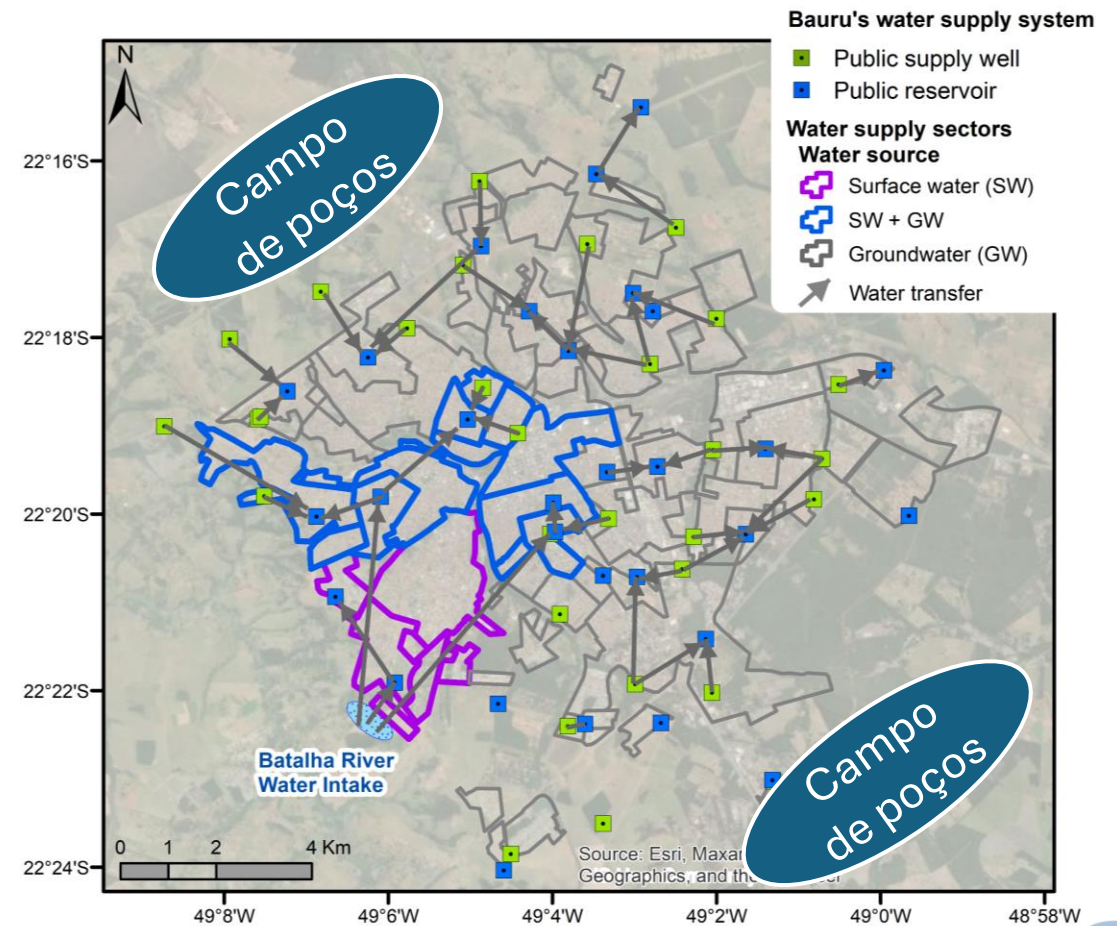 Bauru's water supply system
Public supply well
Public reservoir
Water supply sectors
Water source
Surface water (SW)
SW + GW
Groundwater (GW)
Water transfer
N
Campo
de poços
22°16'S
22°18'S
22°20'S
22°22'S
22°24'S
Batalha River
Water Intake
Campo
de poços
0 1 2 4 Km
Source: Esri, Maxar
Geographics, and the
49°8'W 49°6'W 49°4'W 49°2'W 49°0'W 48°58'W